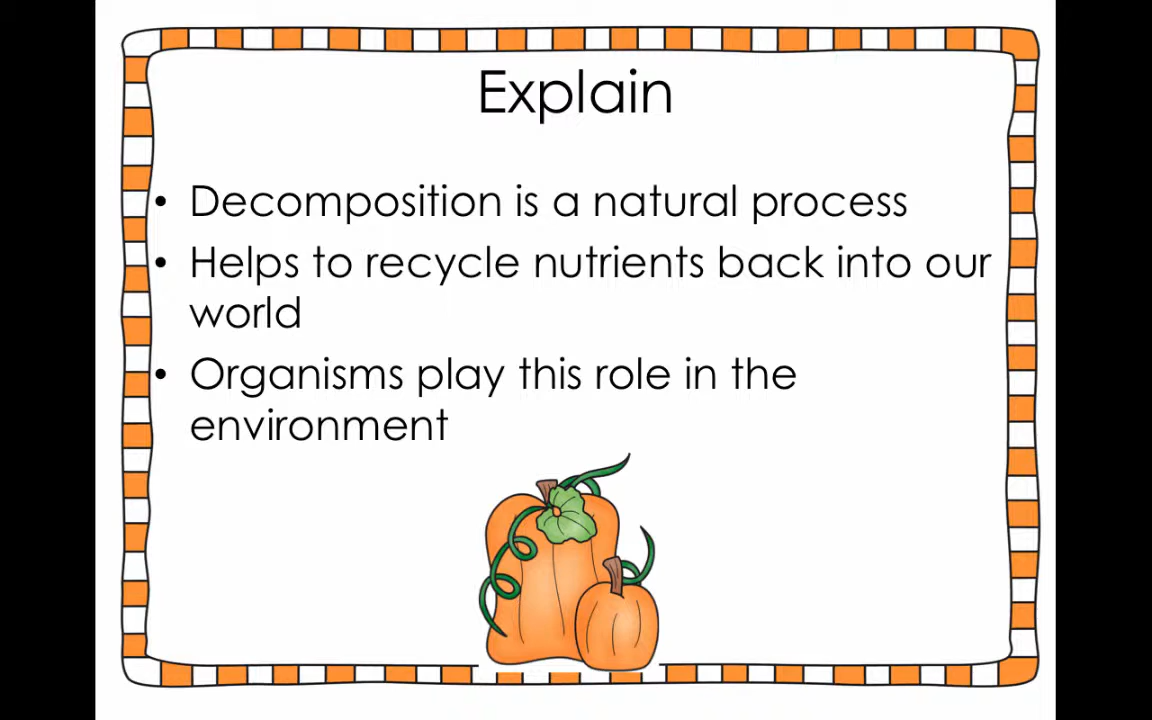 Explain
• Decomposition is a natural process
• Helps to recycle nutrients back into our
world
• Organisms play this role in the
environment